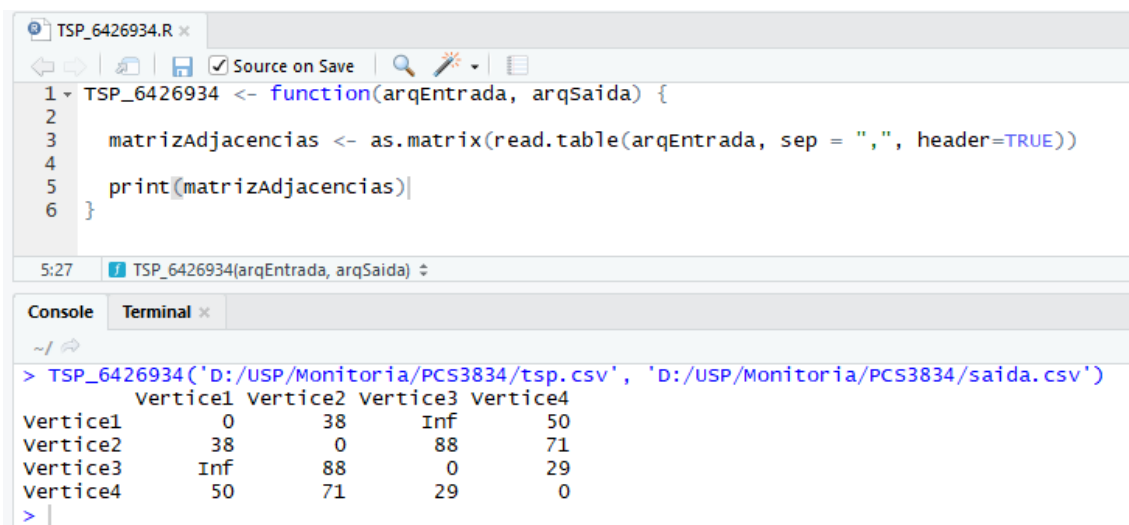 TSP_6426934.R
Source on Save
1 TSP_6426934 <- function(arqEntrada, arqSaida) {
2
3 matrizAdjacencias <- as.matrix(read.table(arqEntrada, sep = ",", header=TRUE))
4
5 print(matrizAdjacencias)
6 }
5:27 TSP_6426934(arqEntrada, arqSaida)
Console Terminal
~/
> TSP_6426934('D:/USP/Monitoria/PCS3834/tsp.csv', 'D:/USP/Monitoria/PCS3834/saida.csv')
Vertice1 Vertice2 Vertice3 Vertice4
Vertice1 0 38 Inf 50
Vertice2 38 0 88 71
Vertice3 Inf 88 0 29
Vertice4 50 71 29 0
>